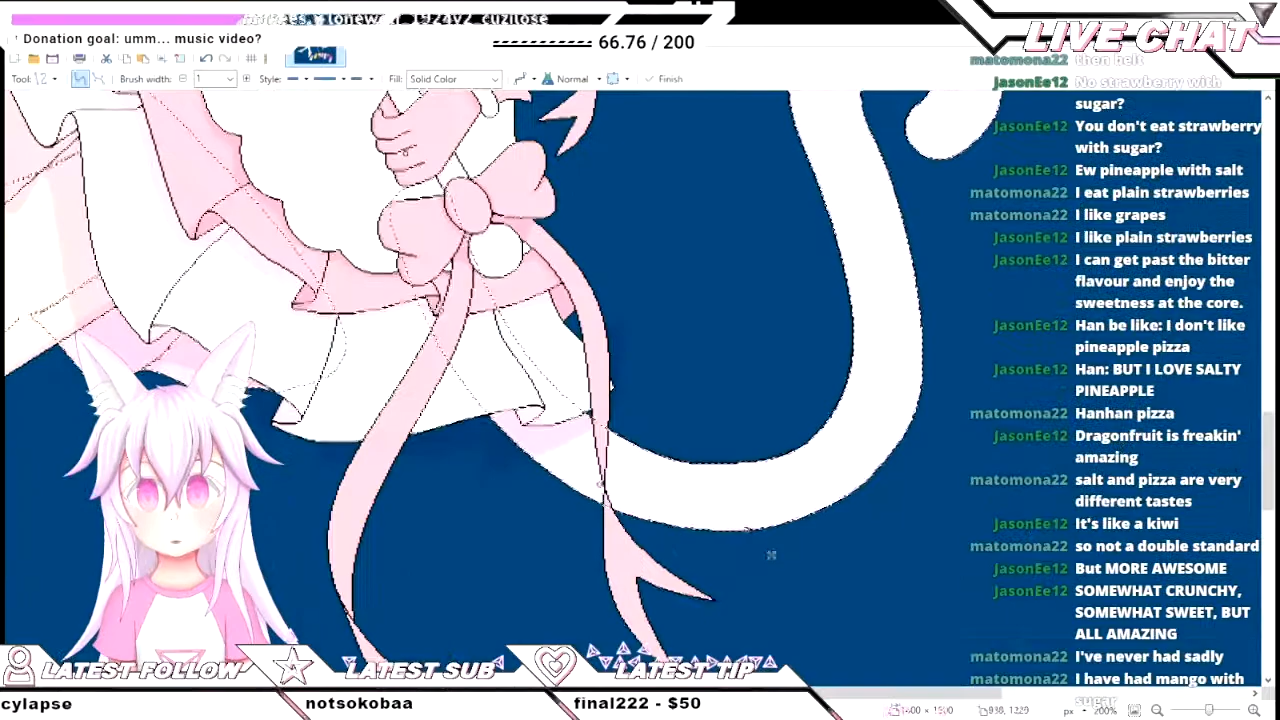 Donation goal: umm... music video?
66.76 / 200
LIVE CHAT
Tool:
Brush width:
1
Style:
Fill:
Solid Color
Normal
Finish
matomona22 then belt
JasonEe12 No strawberry with
sugar?
JasonEe12 You don't eat strawberry
with sugar?
JasonEe12 Ew pineapple with salt
matomona22 I eat plain strawberries
matomona22 I like grapes
JasonEe12 I like plain strawberries
JasonEe12 I can get past the bitter
flavour and enjoy the
sweetness at the core.
JasonEe12 Han be like: I don't like
pineapple pizza
JasonEe12 Han: BUT I LOVE SALTY
PINEAPPLE
matomona22 Hanhan pizza
JasonEe12 Dragonfruit is freakin'
amazing
matomona22 salt and pizza are very
different tastes
JasonEe12 It's like a kiwi
matomona22 so not a double standard
JasonEe12 But MORE AWESOME
JasonEe12 SOMEWHAT CRUNCHY,
SOMEWHAT SWEET, BUT
ALL AMAZING
matomona22 I've never had sadly
matomona22 I have had mango with
sugar
LATEST FOLLOW
LATEST SUB
LATEST TIP
cylapse
notsokobaa
final222 - $50
px
200%